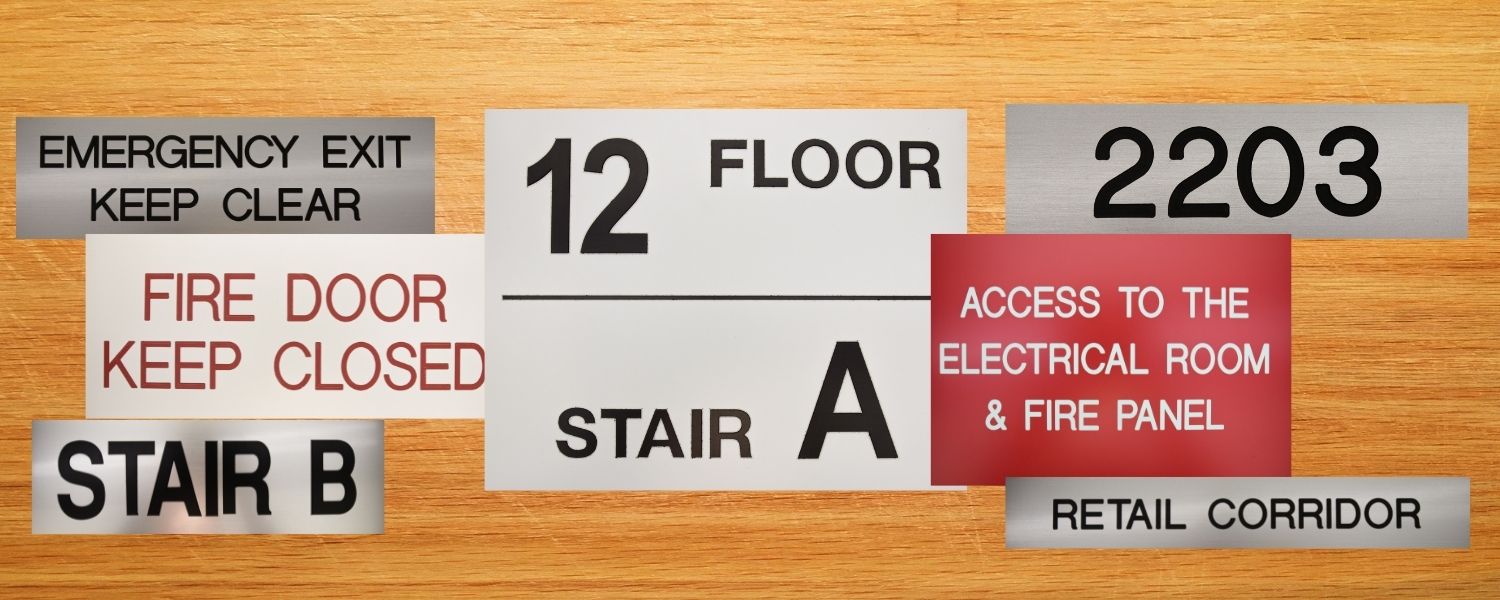 EMERGENCY EXIT
KEEP CLEAR
FIRE DOOR
KEEP CLOSED
STAIR B
12 FLOOR
STAIR A
2203
ACCESS TO THE
ELECTRICAL ROOM
& FIRE PANEL
RETAIL CORRIDOR